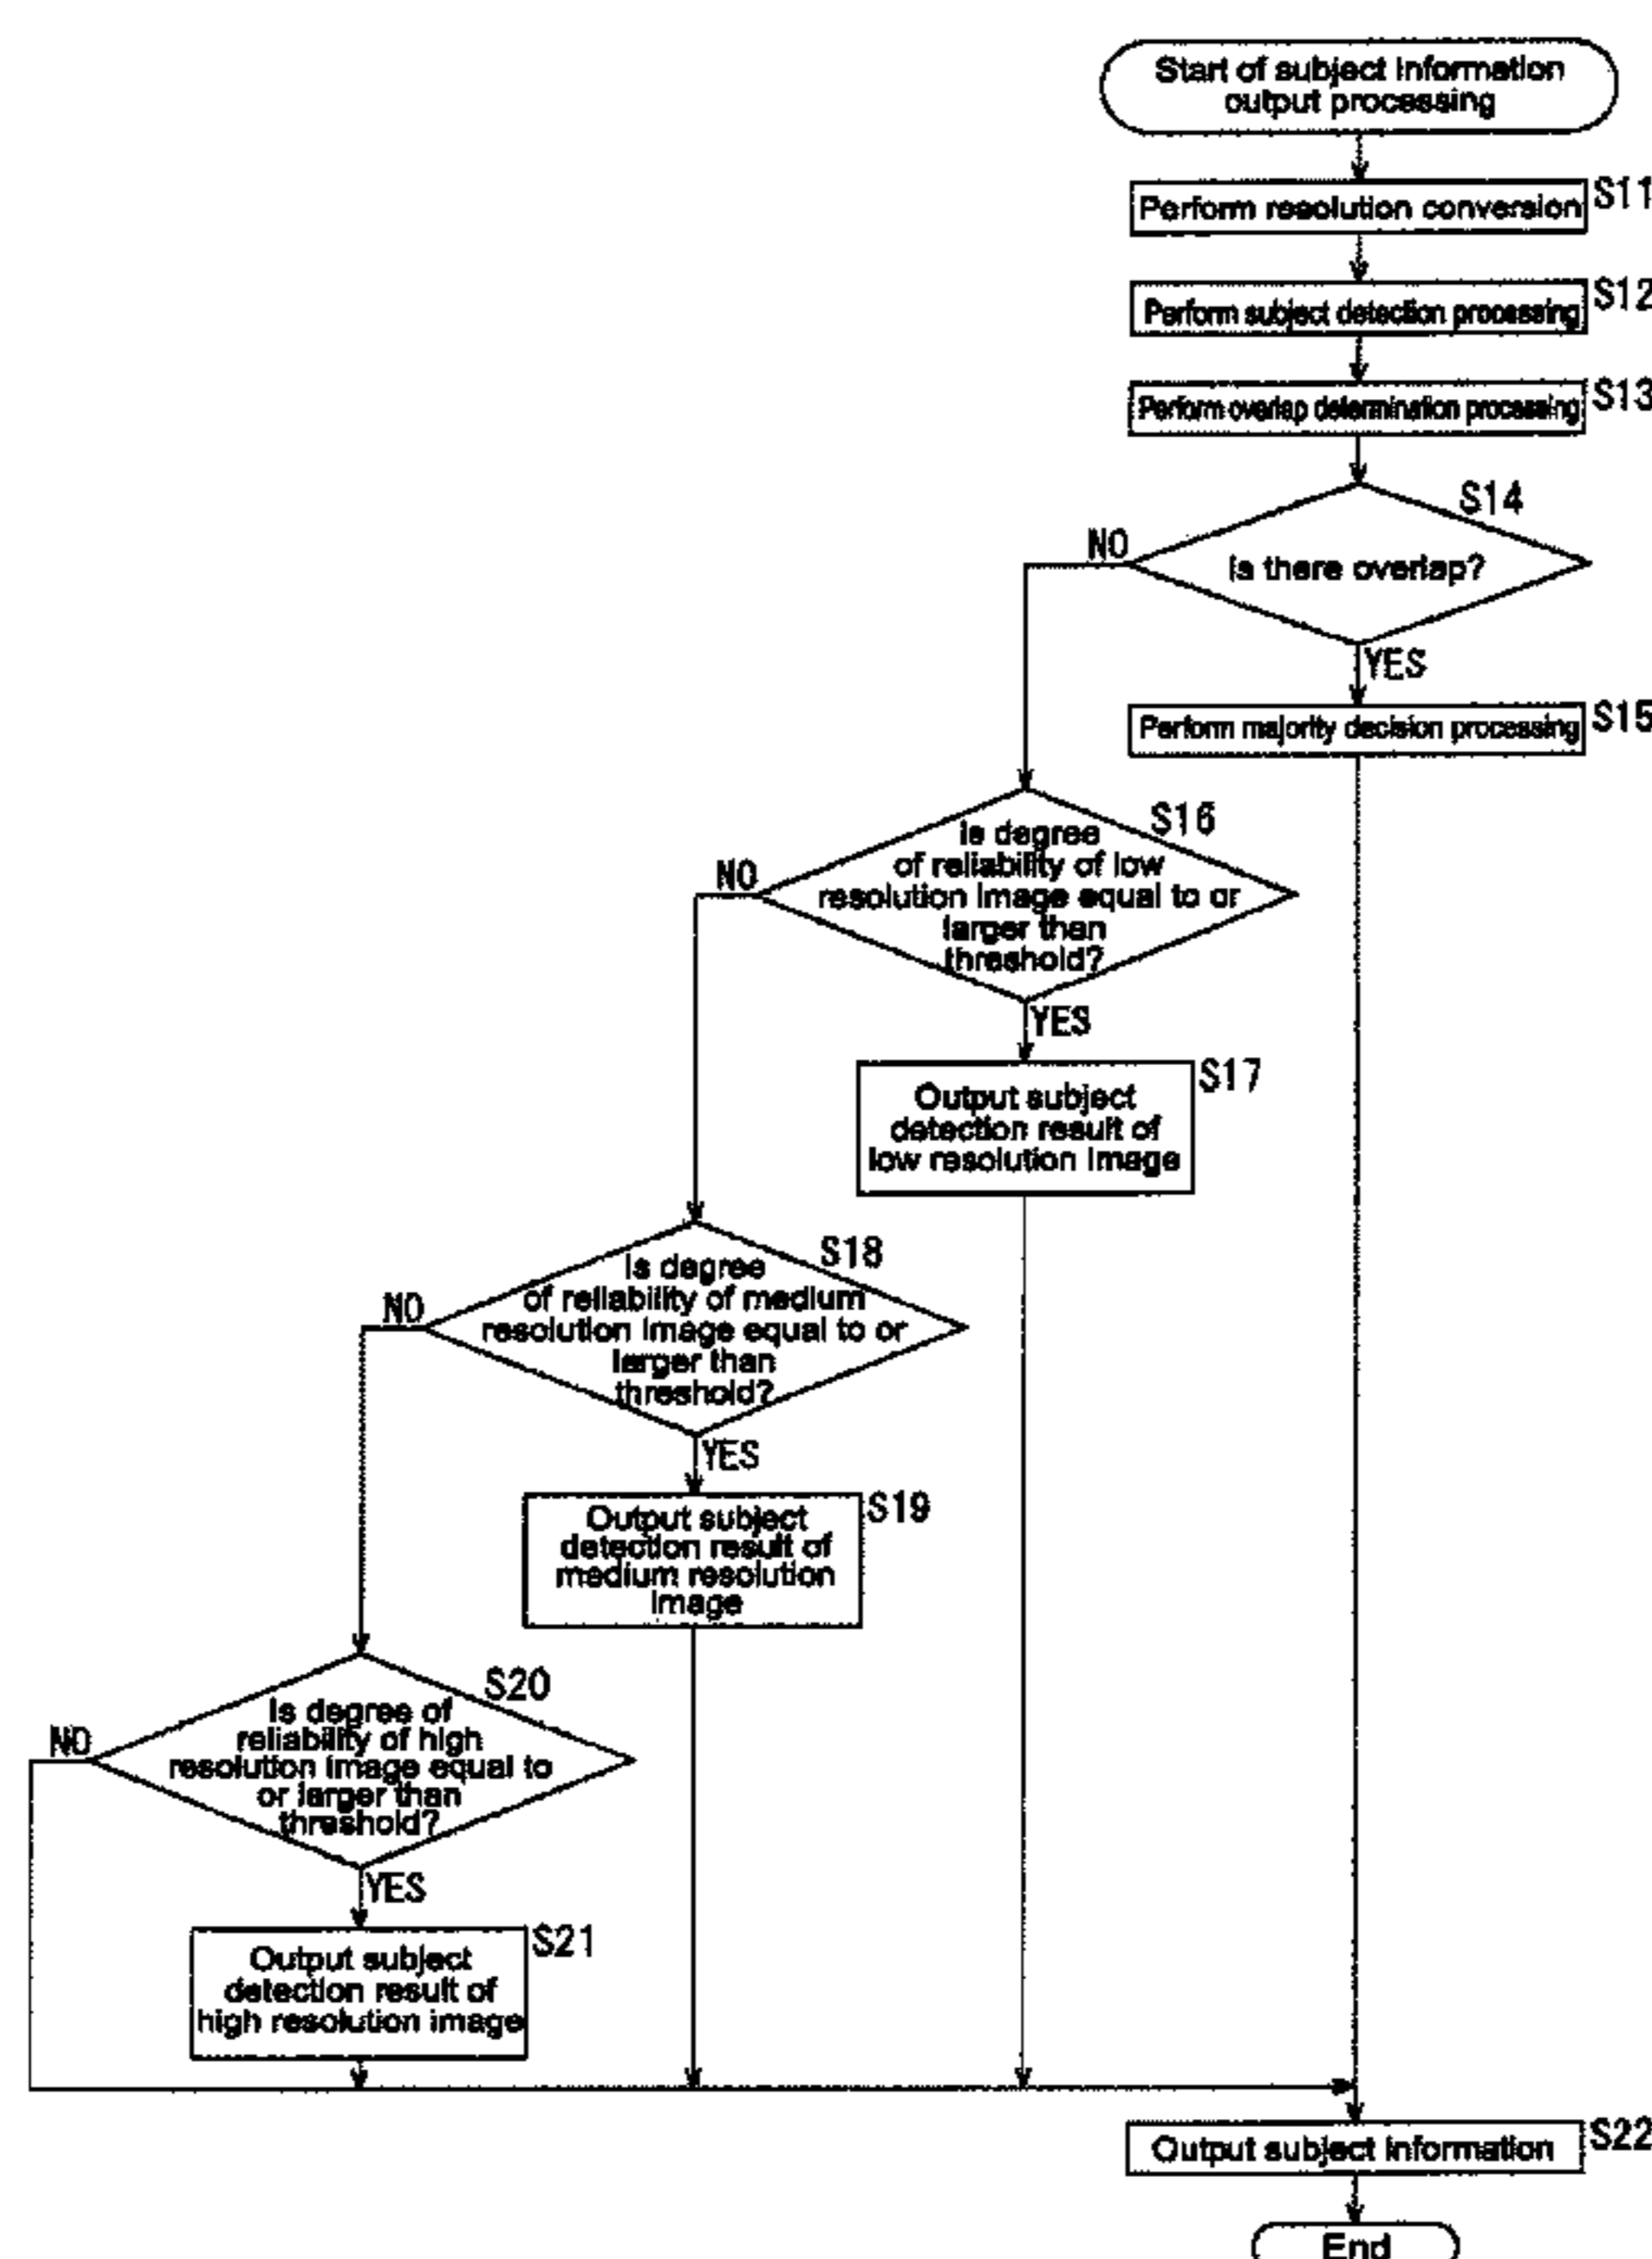 Start of subject information
output processing
S11
Perform resolution conversion
S12
Perform subject detection processing
S13
Perform overlap determination processing
S14
NO
Is there overlap?
YES
S15
Perform majority decision processing
S16
NO
Is degree
of reliability of low
resolution image equal to or
larger than
threshold?
YES
S17
Output subject
detection result of
low resolution image
S18
NO
Is degree
of reliability of medium
resolution image equal to or
larger than
threshold?
YES
S19
Output subject
detection result of
medium resolution
image
S20
NO
Is degree of
reliability of high
resolution image equal to
or larger than
threshold?
YES
S21
Output subject
detection result of
high resolution image
S22
Output subject information
End